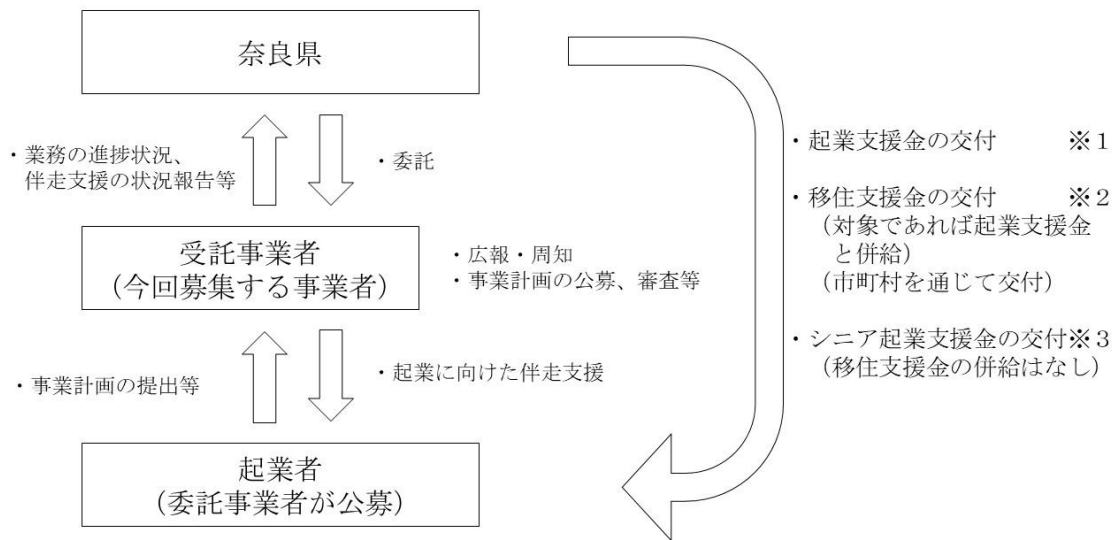 奈良県
・業務の進捗状況、
伴走支援の状況報告等
・委託
受託事業者
（今回募集する事業者）
・広報・周知
・事業計画の公募、審査等
・事業計画の提出等
・起業に向けた伴走支援
起業者
（委託事業者が公募）
・起業支援金の交付 ※１
・移住支援金の交付 ※２
（対象であれば起業支援金
と併給）
（市町村を通じて交付）
・シニア起業支援金の交付※３
（移住支援金の併給はなし）